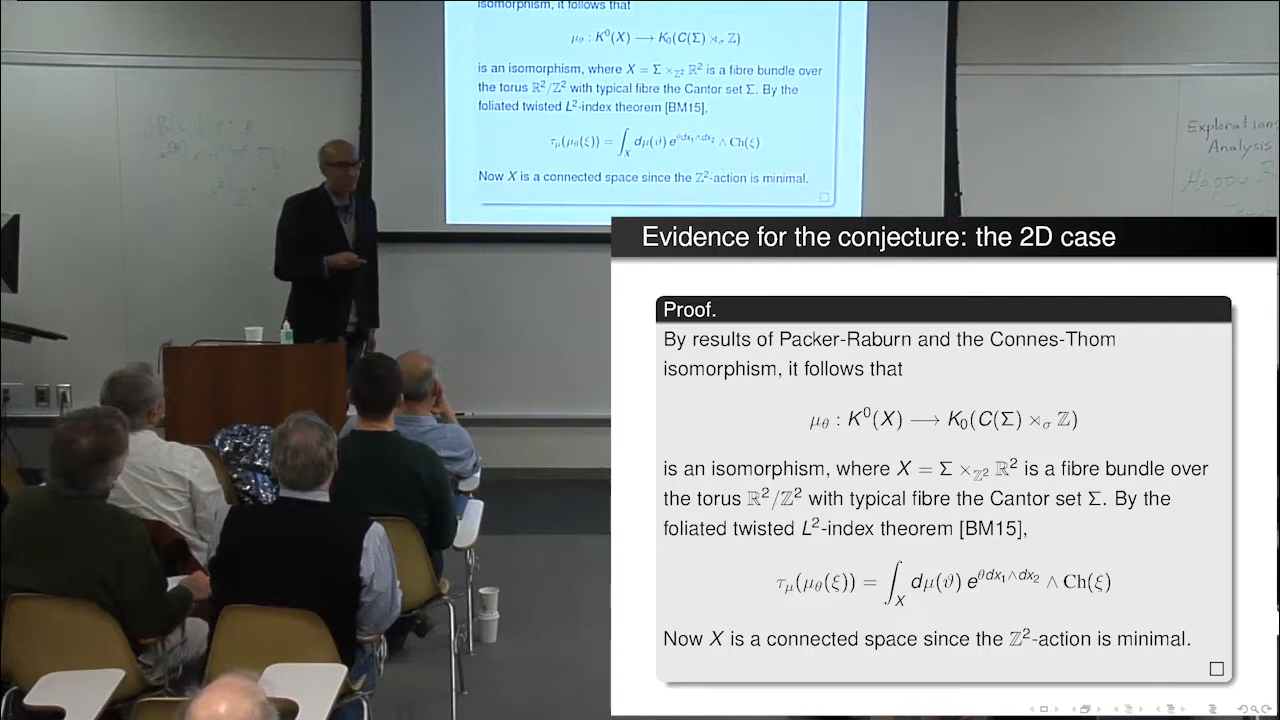 isomorphism, it follows that
μ_θ : K⁰(X) ⟶ K₀(C(Σ) ⋊_σ ℤ)
is an isomorphism, where X = Σ ×_{ℤ²} ℝ² is a fibre bundle over
the torus ℝ²/ℤ² with typical fibre the Cantor set Σ. By the
foliated twisted L²-index theorem [BM15],
τ_μ(μ_θ(ξ)) = ∫_X dμ(ϑ) e^{θdx₁∧dx₂} ∧ Ch(ξ)
Now X is a connected space since the ℤ²-action is minimal.
Explorations
Analysis
Happy
Evidence for the conjecture: the 2D case
Proof.
By results of Packer-Raburn and the Connes-Thom
isomorphism, it follows that
μ_θ : K⁰(X) ⟶ K₀(C(Σ) ⋊_σ ℤ)
is an isomorphism, where X = Σ ×_{ℤ²} ℝ² is a fibre bundle over
the torus ℝ²/ℤ² with typical fibre the Cantor set Σ. By the
foliated twisted L²-index theorem [BM15],
τ_μ(μ_θ(ξ)) = ∫_X dμ(ϑ) e^{θdx₁∧dx₂} ∧ Ch(ξ)
Now X is a connected space since the ℤ²-action is minimal.